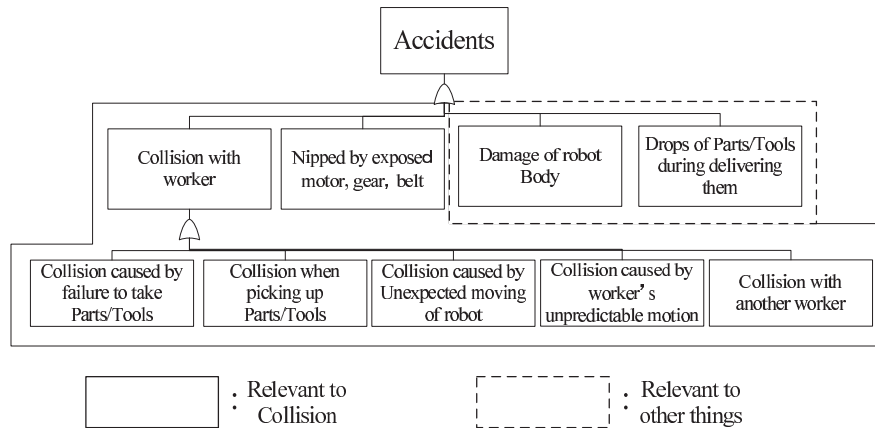 Accidents
Collision with
worker
Nipped by exposed
motor, gear, belt
Damage of robot
Body
Drops of Parts/Tools
during delivering
them
Collision caused by
failure to take
Parts/Tools
Collision when
picking up
Parts/Tools
Collision caused by
Unexpected moving
of robot
Collision caused by
worker's
unpredictable motion
Collision with
another worker
: Relevant to
Collision
: Relevant to
other things